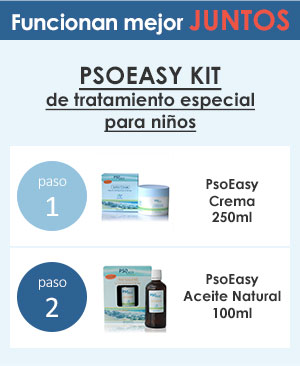 Funcionan mejor JUNTOS
PSOEASY KIT
de tratamiento especial
para niños
paso
1
PsoEasy
Crema
250ml
paso
2
PSO
PsoEasy
Aceite Natural
100ml